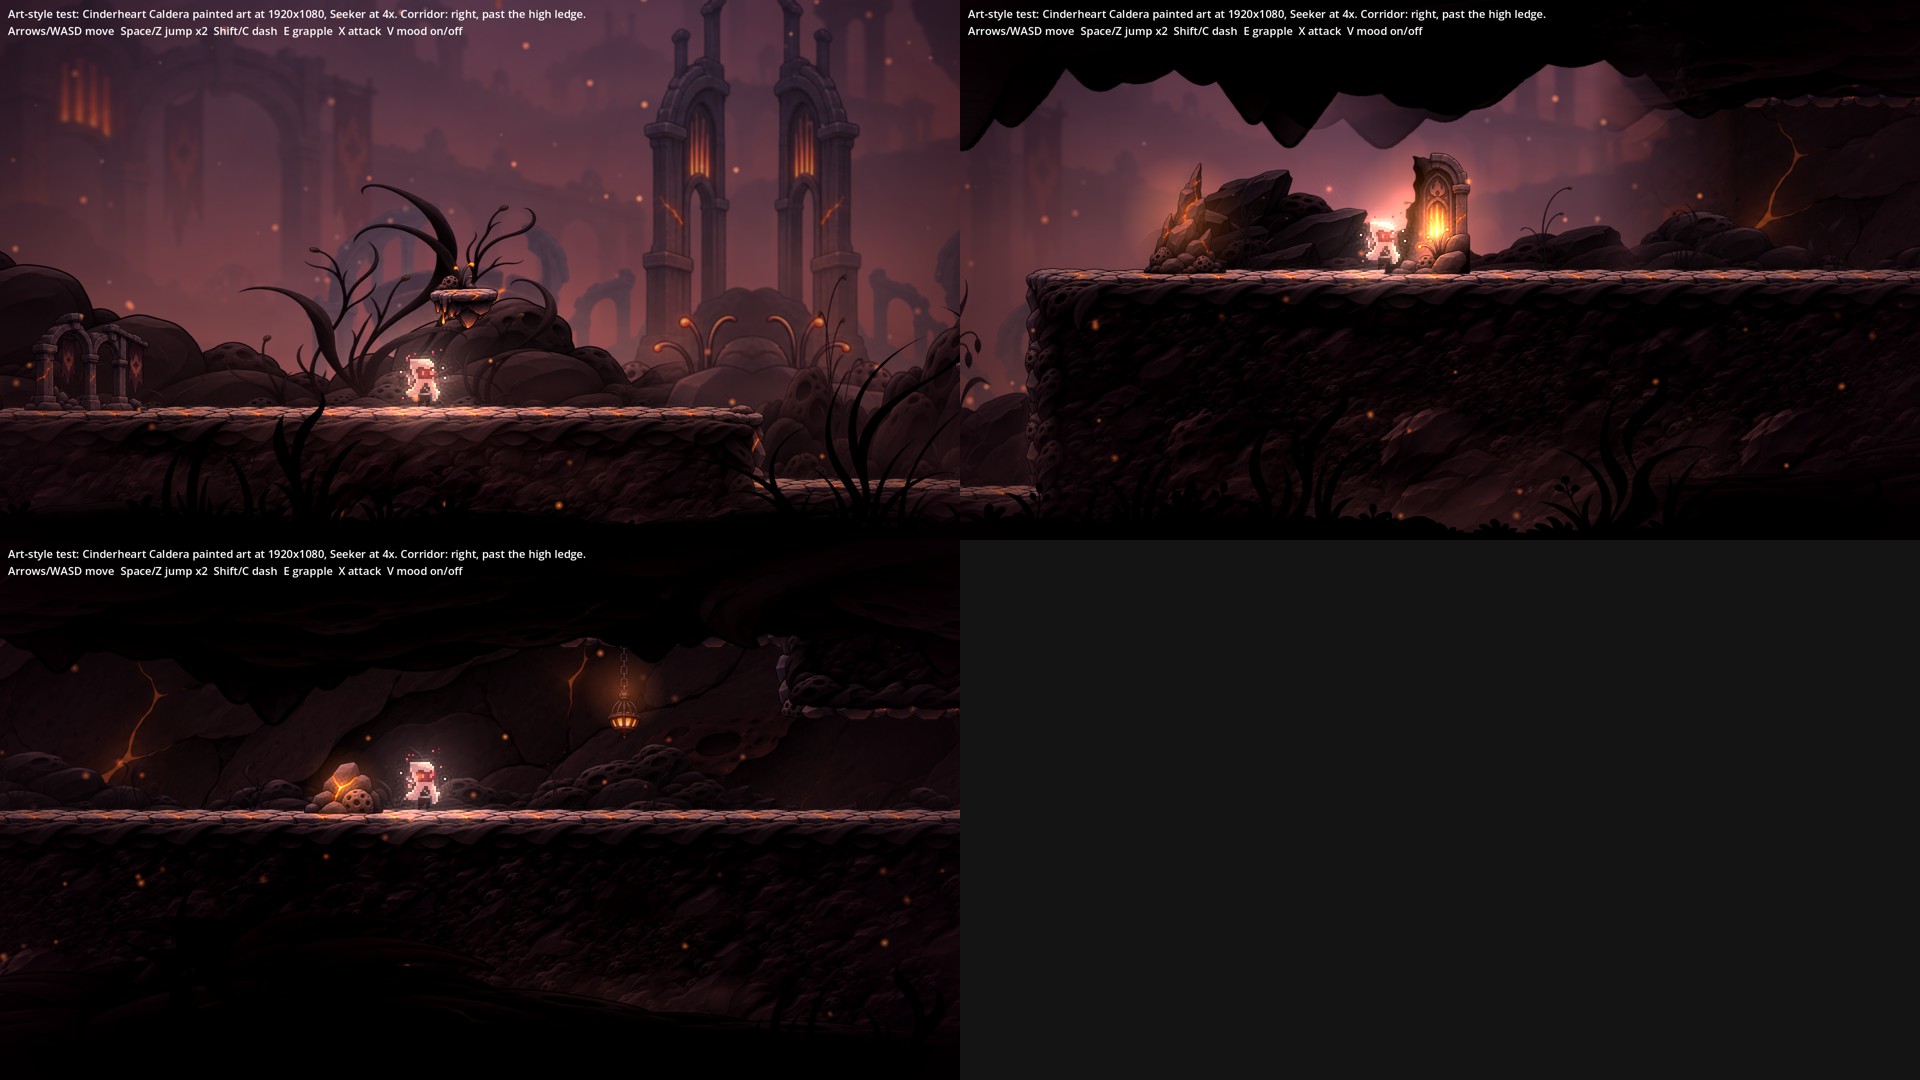 Art-style test: Cinderheart Caldera painted art at 1920x1080, Seeker at 4x. Corridor: right, past the high ledge.
Arrows/WASD move  Space/Z jump x2  Shift/C dash  E grapple  X attack  V mood on/off
Art-style test: Cinderheart Caldera painted art at 1920x1080, Seeker at 4x. Corridor: right, past the high ledge.
Arrows/WASD move  Space/Z jump x2  Shift/C dash  E grapple  X attack  V mood on/off
Art-style test: Cinderheart Caldera painted art at 1920x1080, Seeker at 4x. Corridor: right, past the high ledge.
Arrows/WASD move  Space/Z jump x2  Shift/C dash  E grapple  X attack  V mood on/off